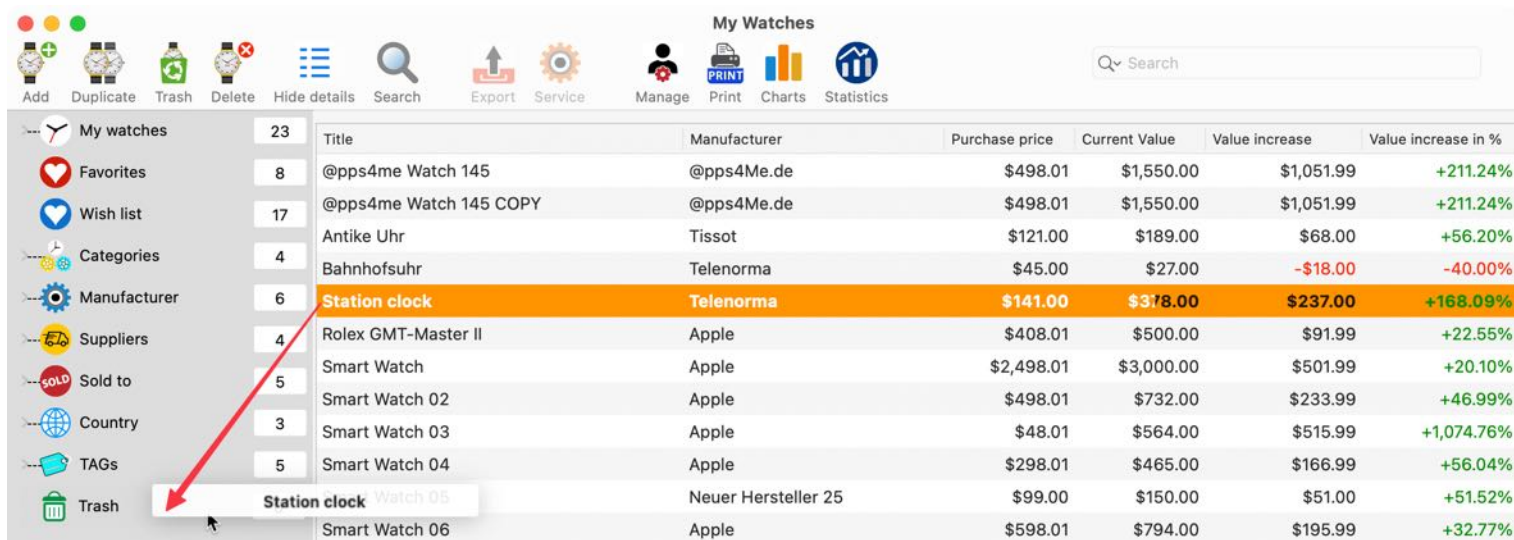 My Watches
Add Duplicate Trash Delete Hide details Search Export Service Manage PRINT Print Charts Statistics Search
My watches 23
Favorites 8
Wish list 17
Categories 4
Manufacturer 6
Suppliers 4
SOLD Sold to 5
Country 3
TAGs 5
Trash
Title Manufacturer Purchase price Current Value Value increase Value increase in %
@pps4me Watch 145 @pps4Me.de $498.01 $1,550.00 $1,051.99 +211.24%
@pps4me Watch 145 COPY @pps4Me.de $498.01 $1,550.00 $1,051.99 +211.24%
Antike Uhr Tissot $121.00 $189.00 $68.00 +56.20%
Bahnhofsuhr Telenorma $45.00 $27.00 -$18.00 -40.00%
Station clock Telenorma $141.00 $378.00 $237.00 +168.09%
Rolex GMT-Master II Apple $408.01 $500.00 $91.99 +22.55%
Smart Watch Apple $2,498.01 $3,000.00 $501.99 +20.10%
Smart Watch 02 Apple $498.01 $732.00 $233.99 +46.99%
Smart Watch 03 Apple $48.01 $564.00 $515.99 +1,074.76%
Smart Watch 04 Apple $298.01 $465.00 $166.99 +56.04%
Station clock Watch 05 Neuer Hersteller 25 $99.00 $150.00 $51.00 +51.52%
Smart Watch 06 Apple $598.01 $794.00 $195.99 +32.77%